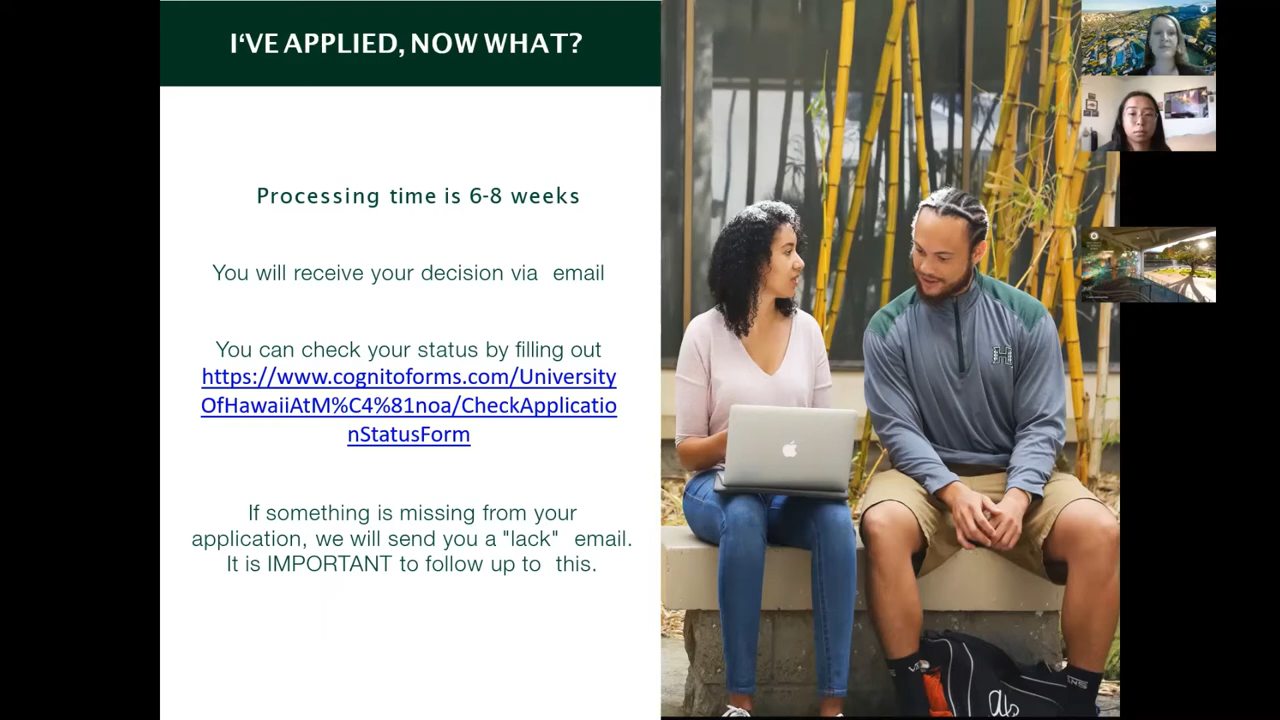 I'VE APPLIED, NOW WHAT?
Processing time is 6-8 weeks
You will receive your decision via email
You can check your status by filling out
https://www.cognitoforms.com/University
OfHawaiiAtM%C4%81noa/CheckApplicatio
nStatusForm
If something is missing from your
application, we will send you a "lack" email.
It is IMPORTANT to follow up to this.
H